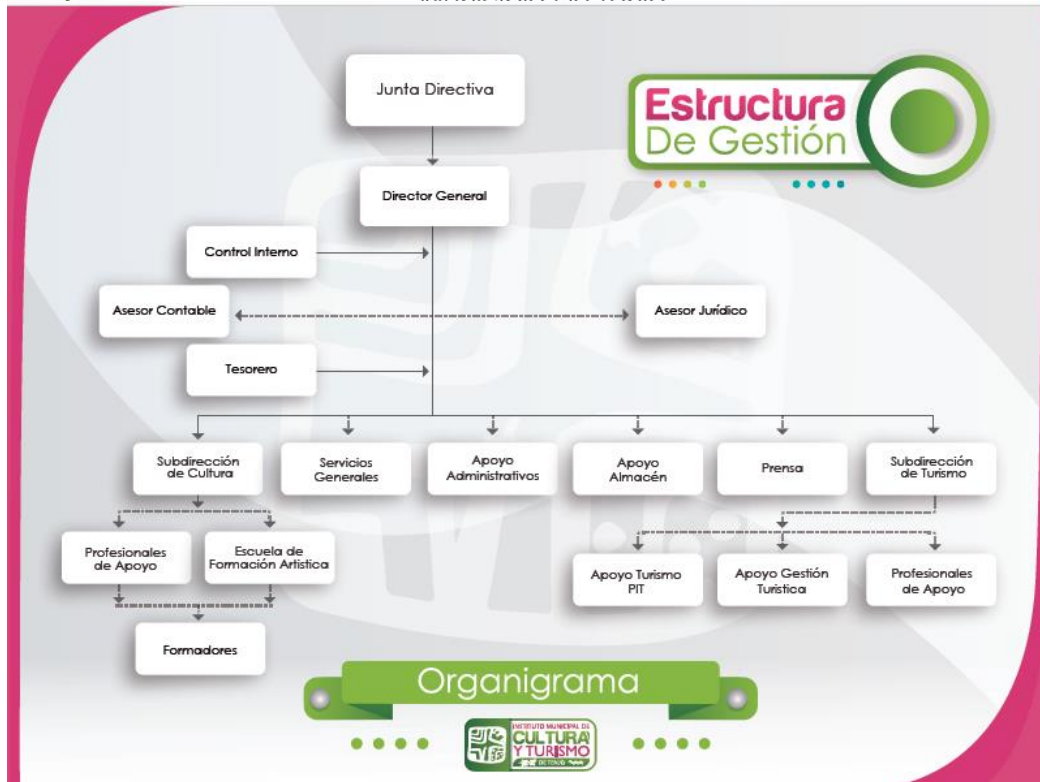 Junta Directiva
Estructura
De Gestión
Director General
Control Interno
Asesor Contable
Asesor Jurídico
Tesorero
Subdirección
de Cultura
Servicios
Generales
Apoyo
Administrativos
Apoyo
Almacén
Prensa
Subdirección
de Turismo
Profesionales
de Apoyo
Escuela de
Formación Artistica
Apoyo Turismo
PIT
Apoyo Gestión
Turistica
Profesionales
de Apoyo
Formadores
Organigrama
INSTITUTO MUNICIPAL DE
CULTURA
Y TURISMO